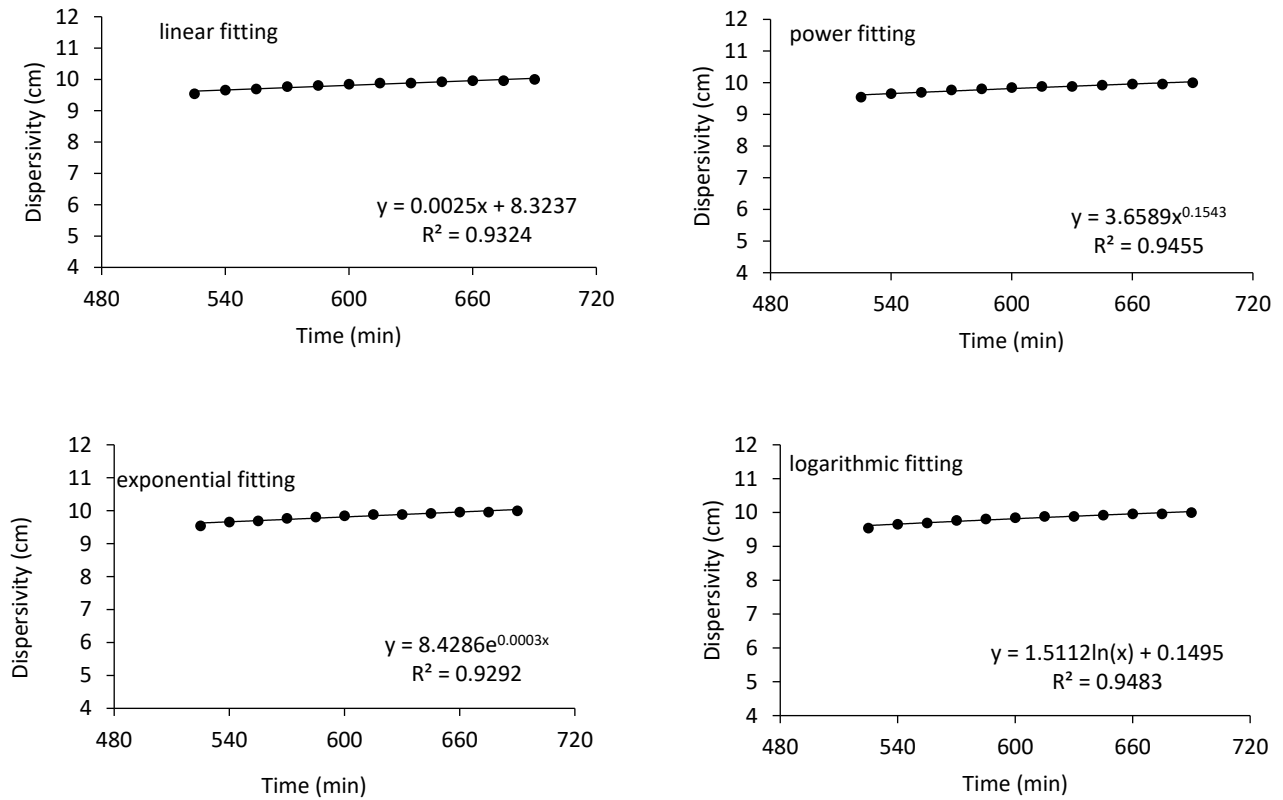 linear fitting
12
11
10
9
8
7
6
5
4
Dispersivity (cm)
y = 0.0025x + 8.3237
R² = 0.9324
480 540 600 660 720
Time (min)
power fitting
12
11
10
9
8
7
6
5
4
Dispersivity (cm)
y = 3.6589x^0.1543
R² = 0.9455
480 540 600 660 720
Time (min)
exponential fitting
12
11
10
9
8
7
6
5
4
Dispersivity (cm)
y = 8.4286e^0.0003x
R² = 0.9292
480 540 600 660 720
Time (min)
logarithmic fitting
12
11
10
9
8
7
6
5
4
Dispersivity (cm)
y = 1.5112ln(x) + 0.1495
R² = 0.9483
480 540 600 660 720
Time (min)